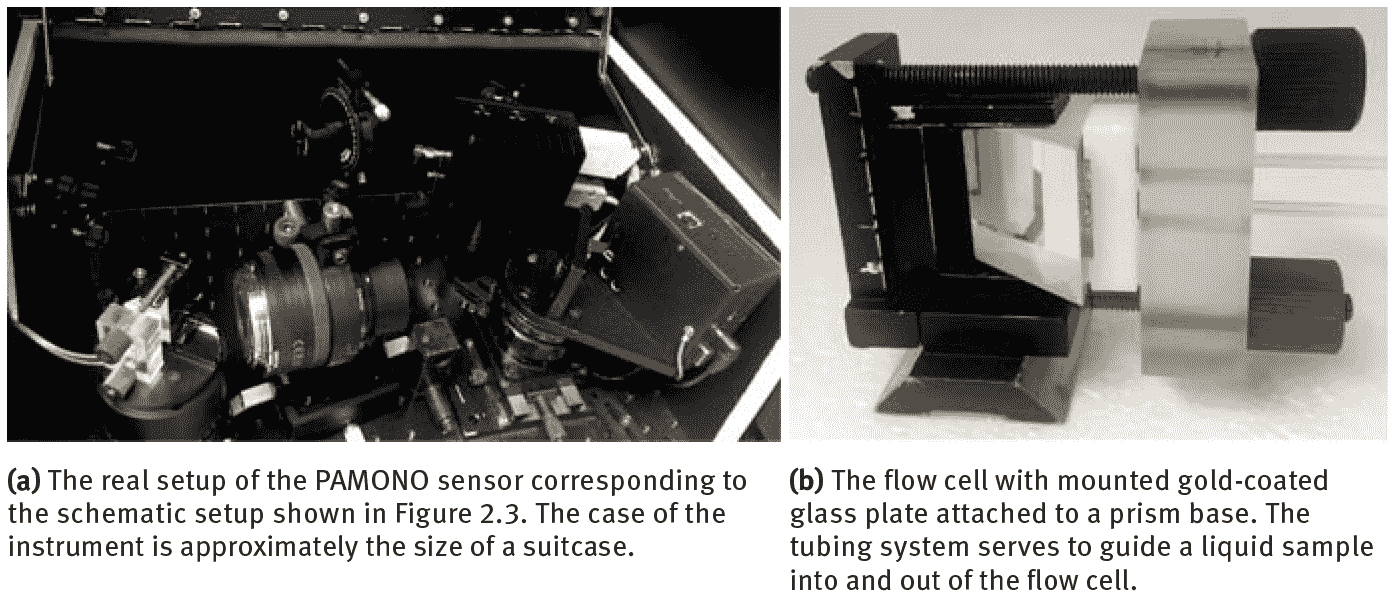 (a) The real setup of the PAMONO sensor corresponding to
the schematic setup shown in Figure 2.3. The case of the
instrument is approximately the size of a suitcase.
(b) The flow cell with mounted gold-coated
glass plate attached to a prism base. The
tubing system serves to guide a liquid sample
into and out of the flow cell.